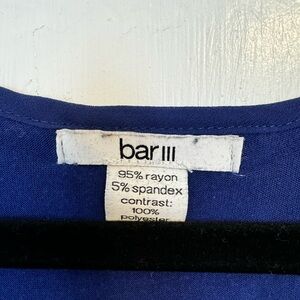 bar III
95% rayon
5% spandex
contrast:
100%
polyester